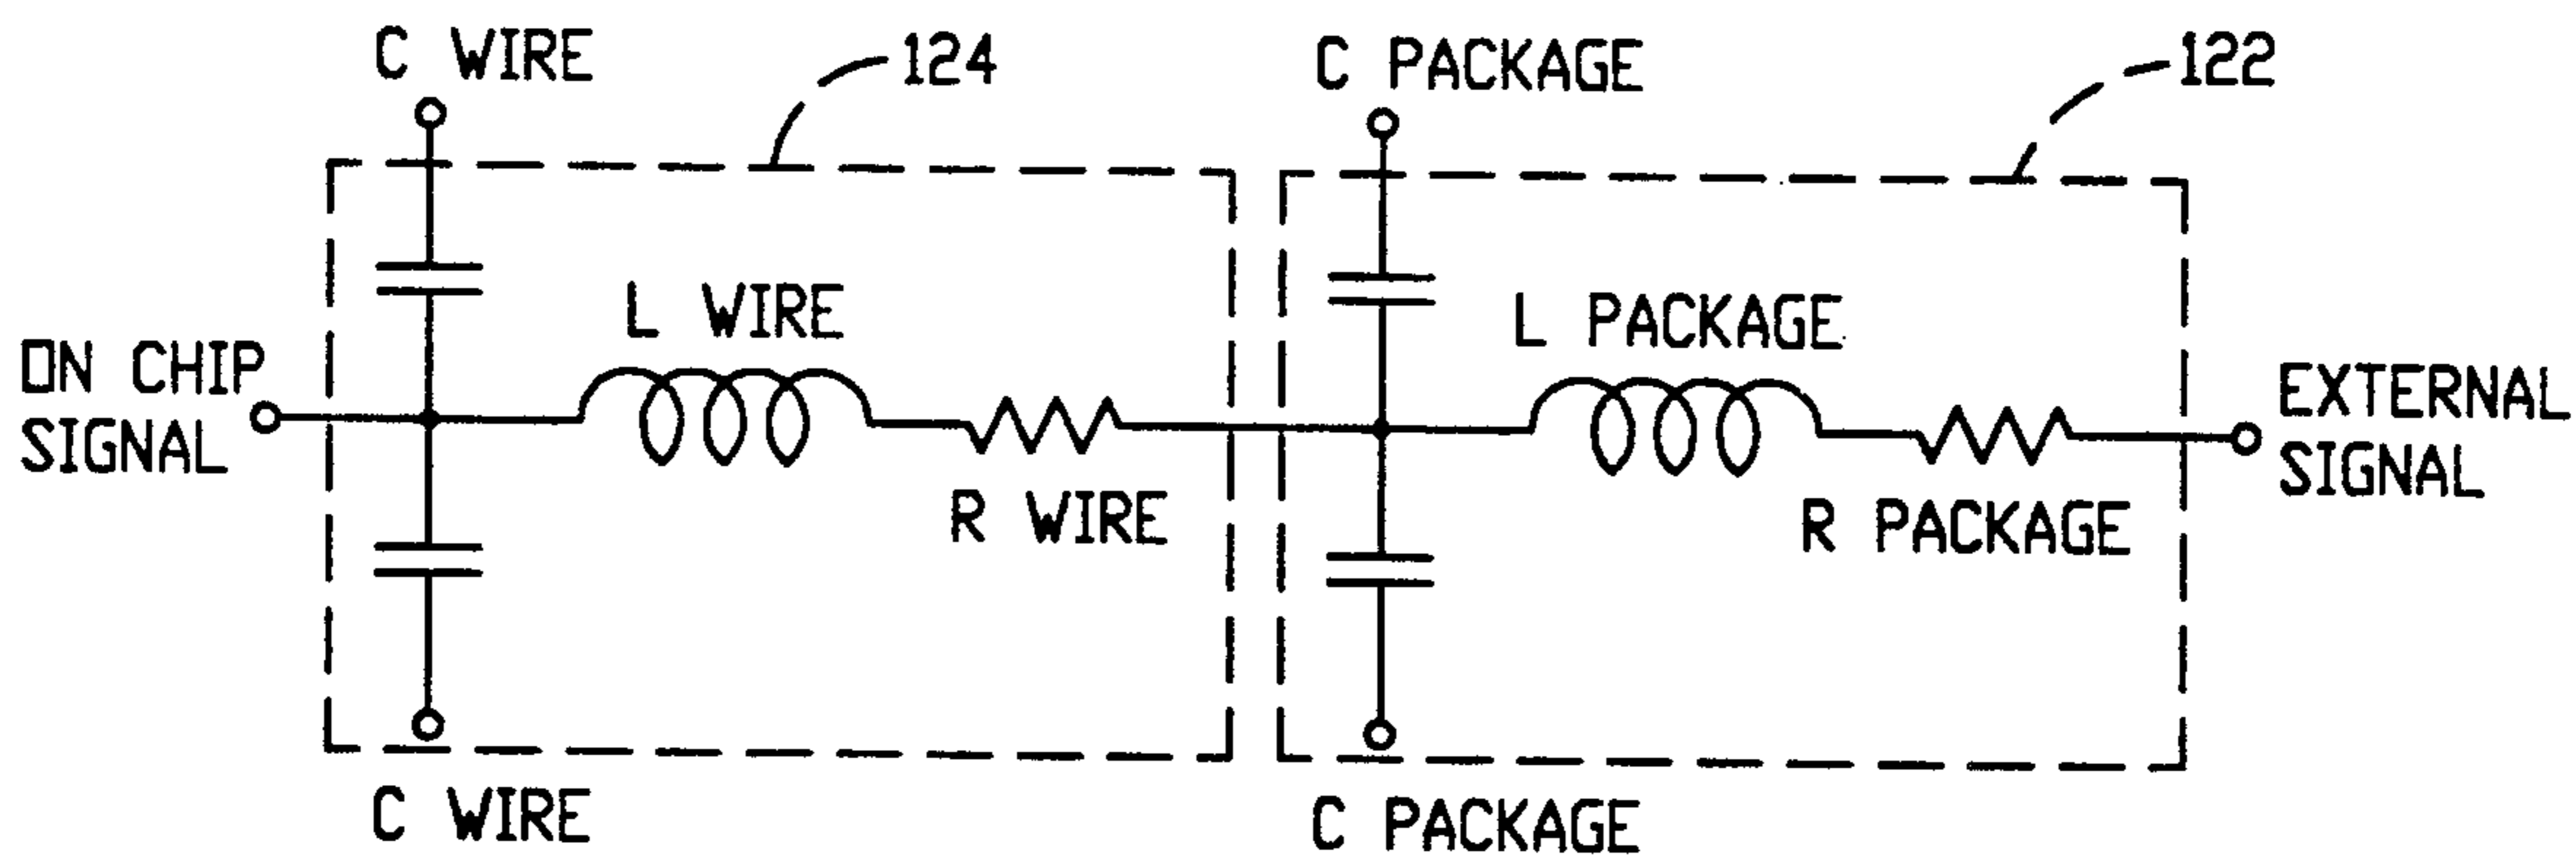 C WIRE
124
C PACKAGE
122
L WIRE
L PACKAGE
ON CHIP
SIGNAL
EXTERNAL
SIGNAL
R WIRE
R PACKAGE
C WIRE
C PACKAGE